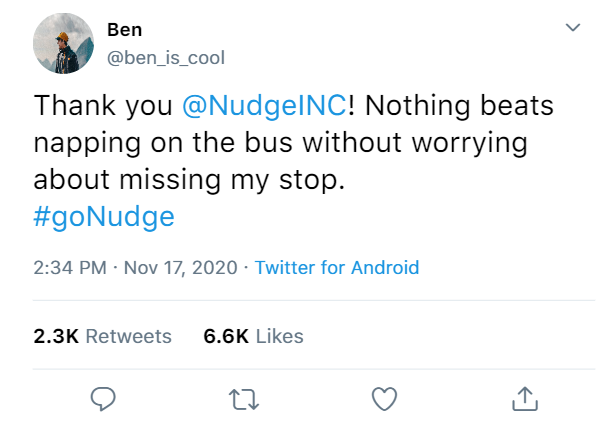 Ben
@ben_is_cool
Thank you @NudgeINC! Nothing beats
napping on the bus without worrying
about missing my stop.
#goNudge
2:34 PM · Nov 17, 2020 · Twitter for Android
2.3K Retweets 6.6K Likes